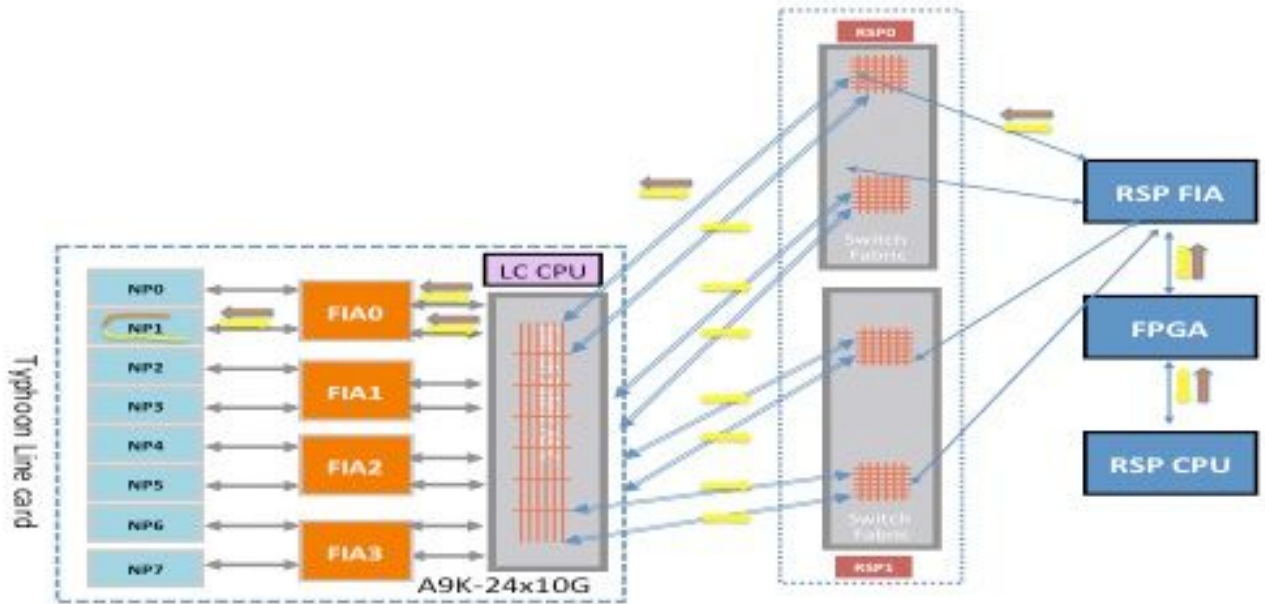 RSP0
Switch
Fabric
RSP FIA
FPGA
RSP CPU
Switch
Fabric
RSP1
LC CPU
NP0
NP1
NP2
NP3
NP4
NP5
NP6
NP7
FIA0
FIA1
FIA2
FIA3
A9K-24x10G
Typhoon Line card